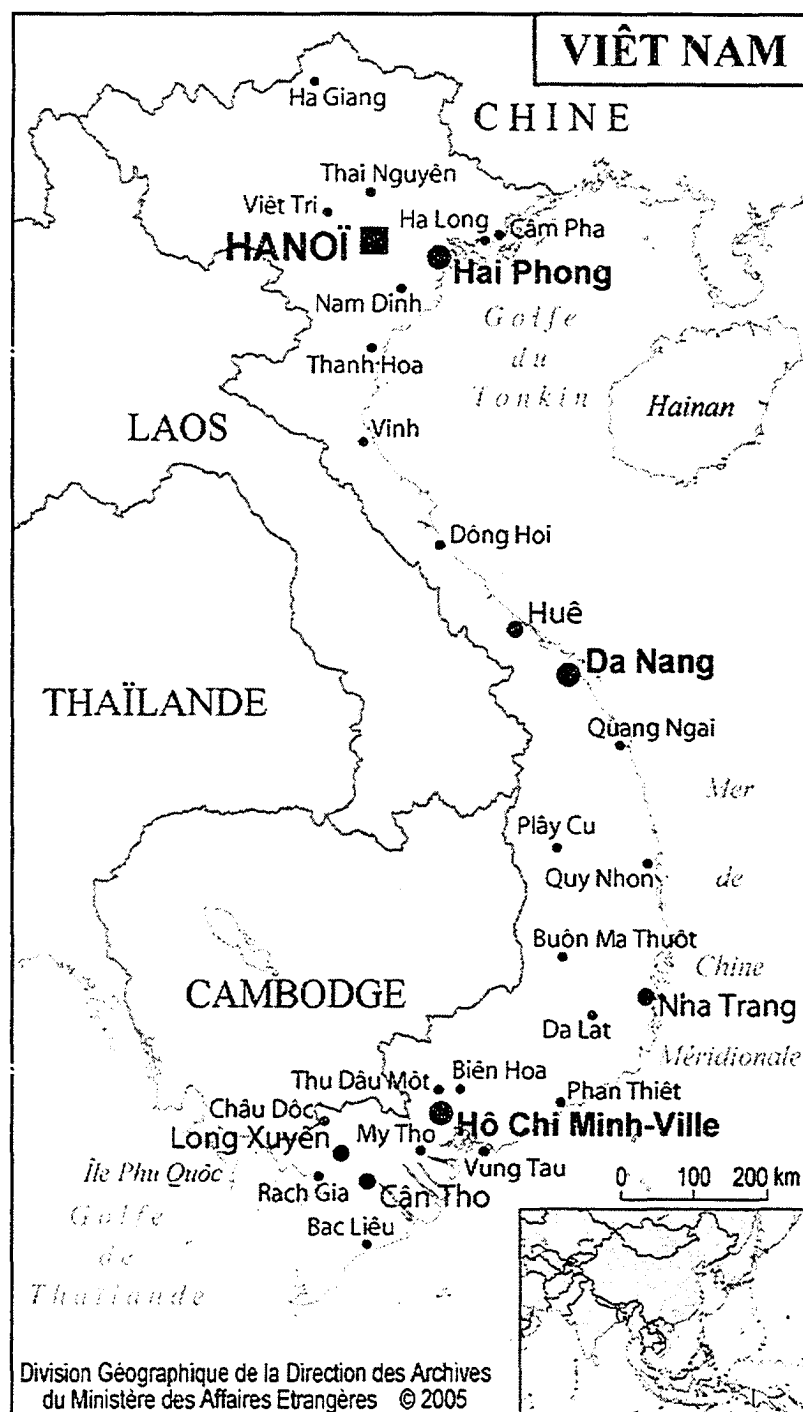 VIÊT NAM
Ha Giang
CHINE
Thai Nguyên
Viêt Tri
Ha Long
Câm Pha
HANOÏ
Hai Phong
Nam Dinh
Golfe
du
Tonkin
Thanh Hoa
Hainan
LAOS
Vinh
Dông Hoi
Huê
Da Nang
THAÏLANDE
Quang Ngai
Mer
Plây Cu
Quy Nhon
de
Buôn Ma Thuôt
Chine
CAMBODGE
Nha Trang
Da Lat
Méridionale
Thu Dâu Môt
Biên Hoa
Phan Thiêt
Châu Dôc
Hô Chi Minh-Ville
Long Xuyên
My Tho
Vung Tau
Île Phu Quôc
Rach Gia
Cân Tho
0 100 200 km
Golfe
de
Thaïlande
Bac Liêu
Division Géographique de la Direction des Archives
du Ministère des Affaires Etrangères © 2005